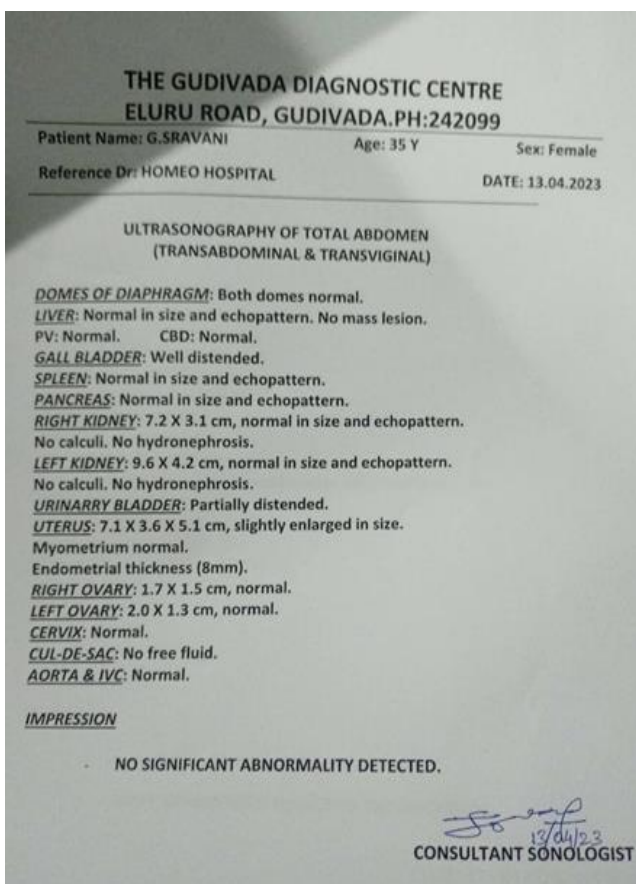 THE GUDIVADA DIAGNOSTIC CENTRE
ELURU ROAD, GUDIVADA.PH:242099
Patient Name: G.SRAVANI Age: 35 Y Sex: Female
Reference Dr: HOMEO HOSPITAL DATE: 13.04.2023
ULTRASONOGRAPHY OF TOTAL ABDOMEN
(TRANSABDOMINAL & TRANSVIGINAL)
DOMES OF DIAPHRAGM: Both domes normal.
LIVER: Normal in size and echopattern. No mass lesion.
PV: Normal. CBD: Normal.
GALL BLADDER: Well distended.
SPLEEN: Normal in size and echopattern.
PANCREAS: Normal in size and echopattern.
RIGHT KIDNEY: 7.2 X 3.1 cm, normal in size and echopattern.
No calculi. No hydronephrosis.
LEFT KIDNEY: 9.6 X 4.2 cm, normal in size and echopattern.
No calculi. No hydronephrosis.
URINARRY BLADDER: Partially distended.
UTERUS: 7.1 X 3.6 X 5.1 cm, slightly enlarged in size.
Myometrium normal.
Endometrial thickness (8mm).
RIGHT OVARY: 1.7 X 1.5 cm, normal.
LEFT OVARY: 2.0 X 1.3 cm, normal.
CERVIX: Normal.
CUL-DE-SAC: No free fluid.
AORTA & IVC: Normal.
IMPRESSION
- NO SIGNIFICANT ABNORMALITY DETECTED.
13/04/23
CONSULTANT SONOLOGIST